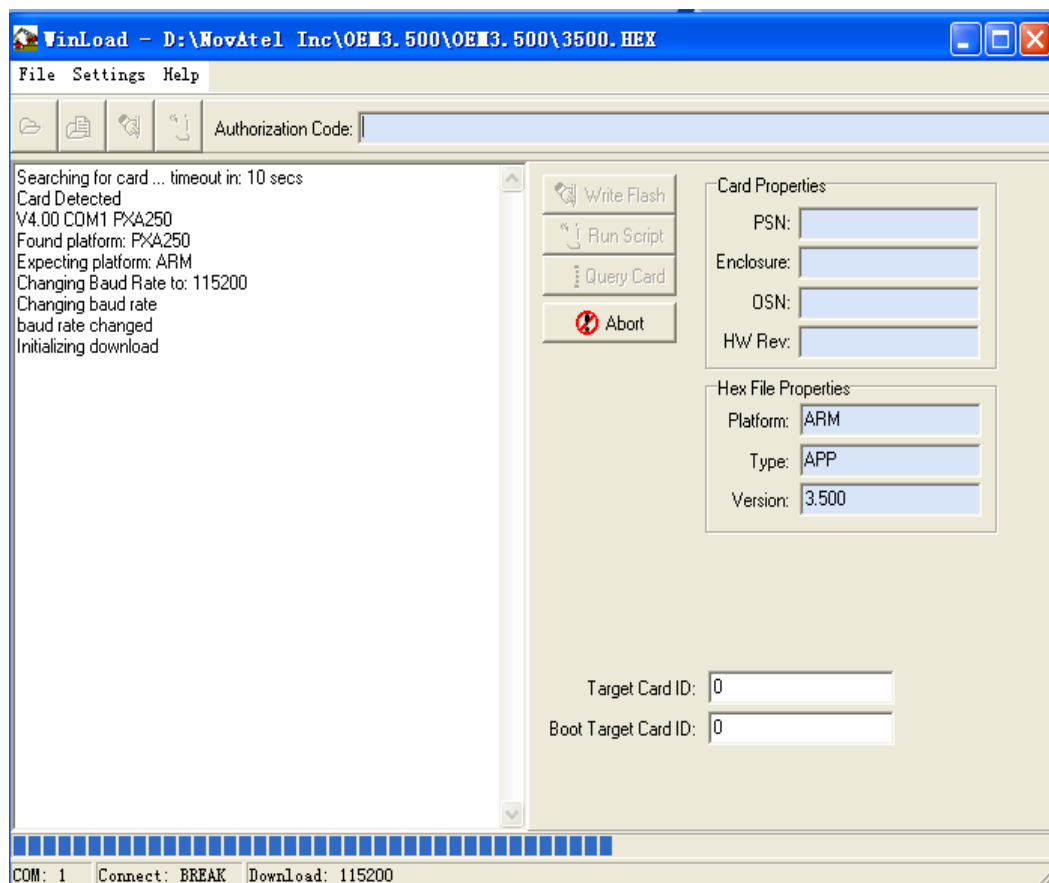 WinLoad - D:\NovAtel Inc\OEM3.500\OEM3.500\3500.HEX
File Settings Help
Authorization Code:
Searching for card ... timeout in: 10 secs
Card Detected
V4.00 COM1 PXA250
Found platform: PXA250
Expecting platform: ARM
Changing Baud Rate to: 115200
Changing baud rate
baud rate changed
Initializing download
Write Flash
Run Script
Query Card
Abort
Card Properties
PSN:
Enclosure:
OSN:
HW Rev:
Hex File Properties
Platform: ARM
Type: APP
Version: 3.500
Target Card ID: 0
Boot Target Card ID: 0
COM: 1 Connect: BREAK Download: 115200